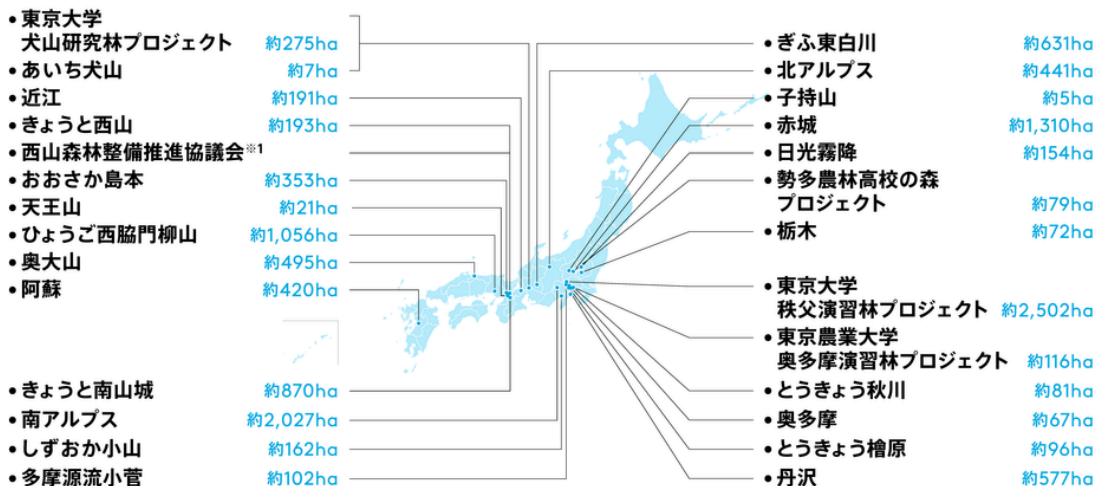 • 東京大学
犬山研究林プロジェクト 約275ha
• あいち犬山 約7ha
• 近江 約191ha
• きょうと西山 約193ha
• 西山森林整備推進協議会※1
• おおさか島本 約353ha
• 天王山 約21ha
• ひょうご西脇門柳山 約1,056ha
• 奥大山 約495ha
• 阿蘇 約420ha
• きょうと南山城 約870ha
• 南アルプス 約2,027ha
• しずおか小山 約162ha
• 多摩源流小菅 約102ha
• ぎふ東白川 約631ha
• 北アルプス 約441ha
• 子持山 約5ha
• 赤城 約1,310ha
• 日光霧降 約154ha
• 勢多農林高校の森
プロジェクト 約79ha
• 栃木 約72ha
• 東京大学
秩父演習林プロジェクト 約2,502ha
• 東京農業大学
奥多摩演習林プロジェクト 約116ha
• とうきょう秋川 約81ha
• 奥多摩 約67ha
• とうきょう檜原 約96ha
• 丹沢 約577ha